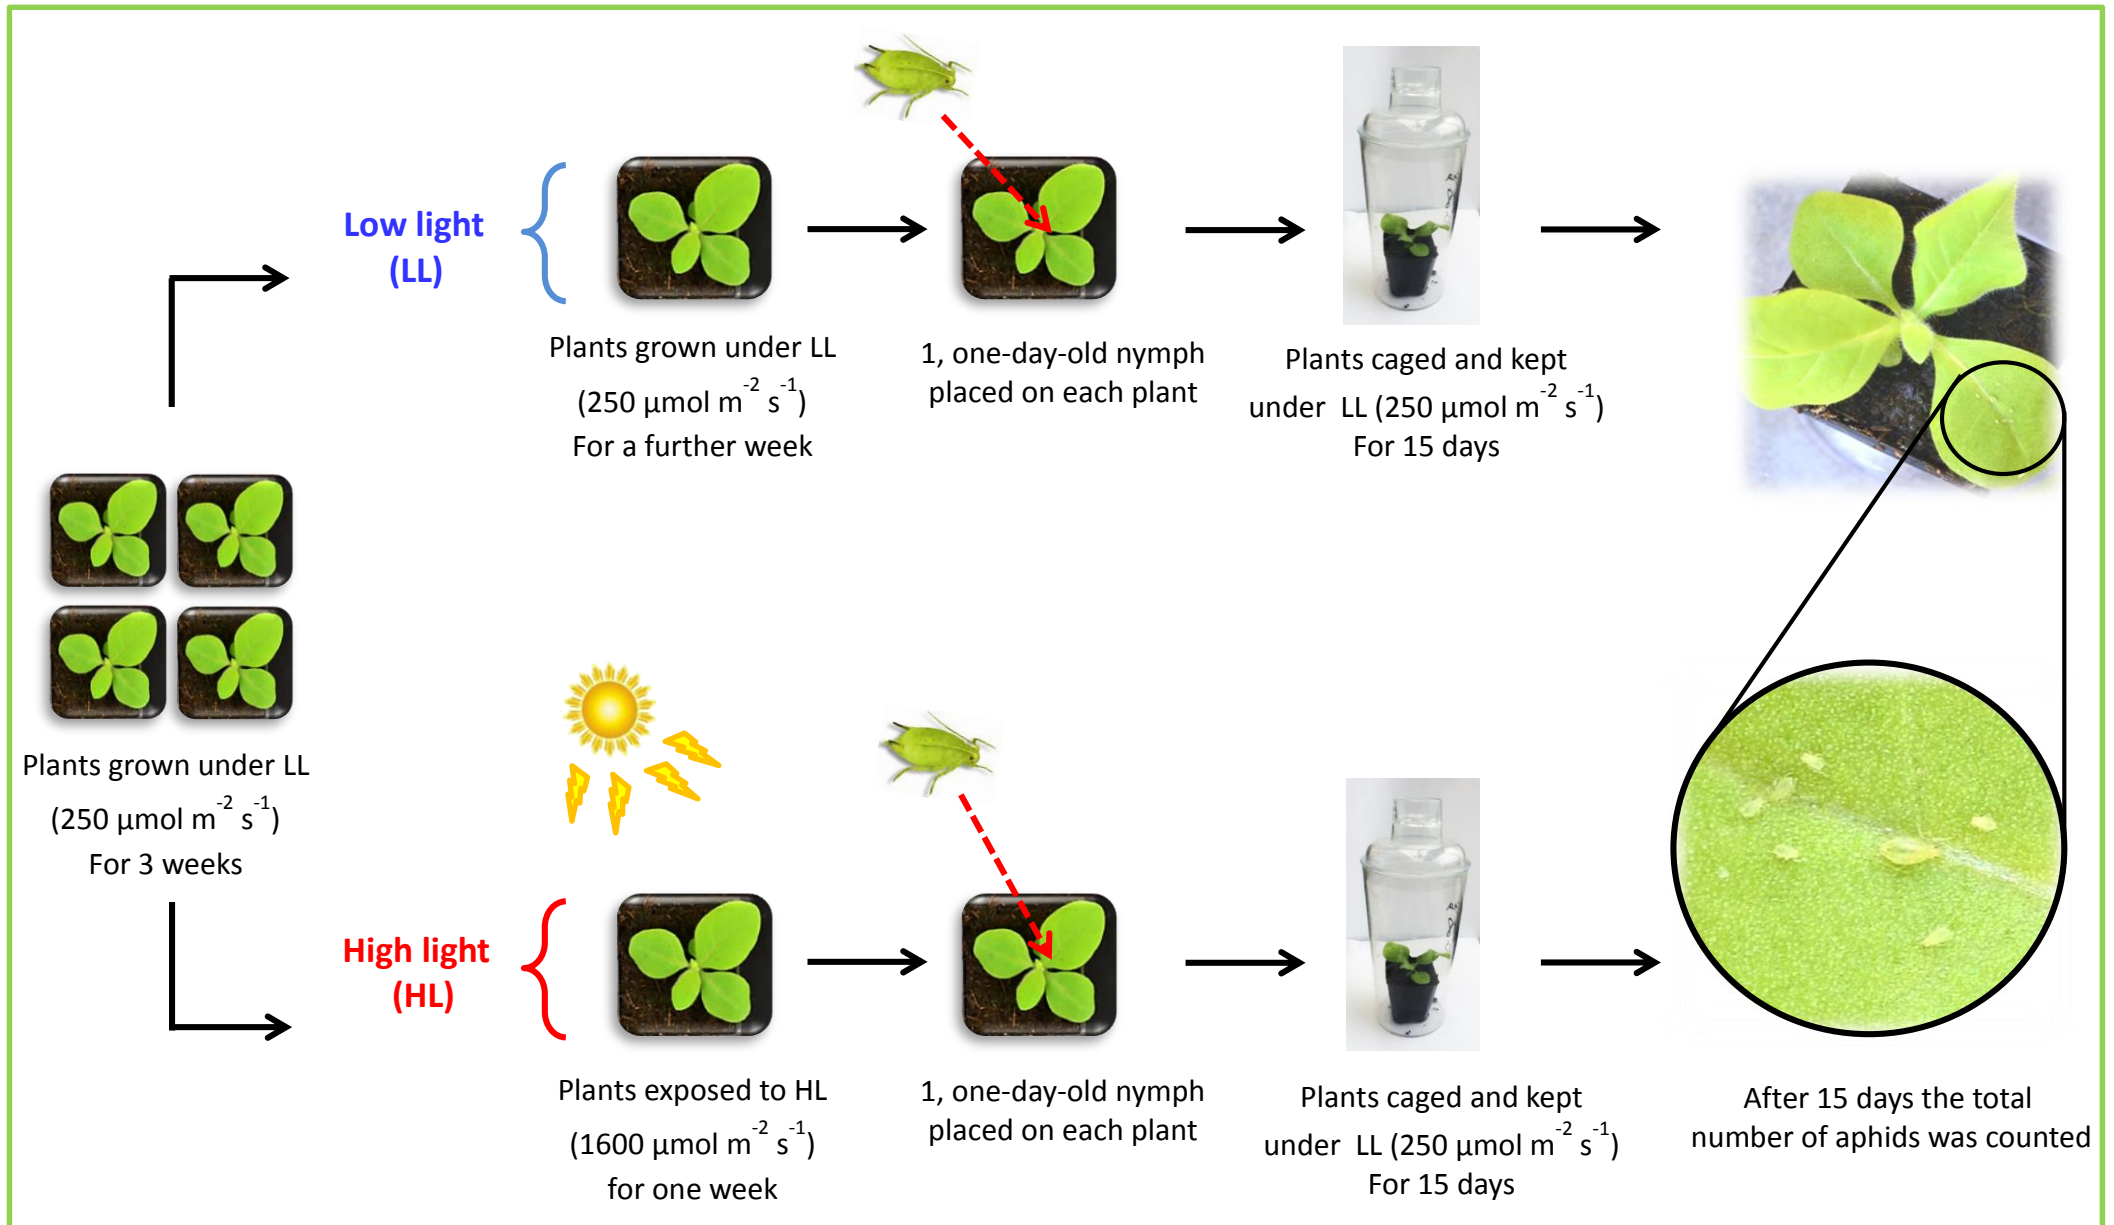 Low light
(LL)
Plants grown under LL
(250 µmol m⁻² s⁻¹)
For a further week
1, one-day-old nymph
placed on each plant
Plants caged and kept
under LL (250 µmol m⁻² s⁻¹)
For 15 days
Plants grown under LL
(250 µmol m⁻² s⁻¹)
For 3 weeks
High light
(HL)
Plants exposed to HL
(1600 µmol m⁻² s⁻¹)
for one week
1, one-day-old nymph
placed on each plant
Plants caged and kept
under LL (250 µmol m⁻² s⁻¹)
For 15 days
After 15 days the total
number of aphids was counted